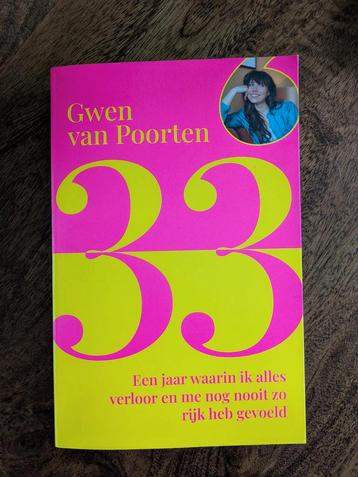 Gwen
van Poorten
33
Een jaar waarin ik alles
verloor en me nog nooit zo
rijk heb gevoeld